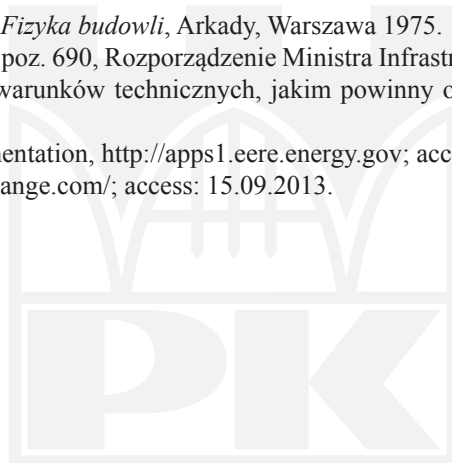 Fizyka budowli, Arkady, Warszawa 1975.
poz. 690, Rozporządzenie Ministra Infrast
warunków technicznych, jakim powinny o
entation, http://apps1.eere.energy.gov; acc
ange.com/; access: 15.09.2013.
PK